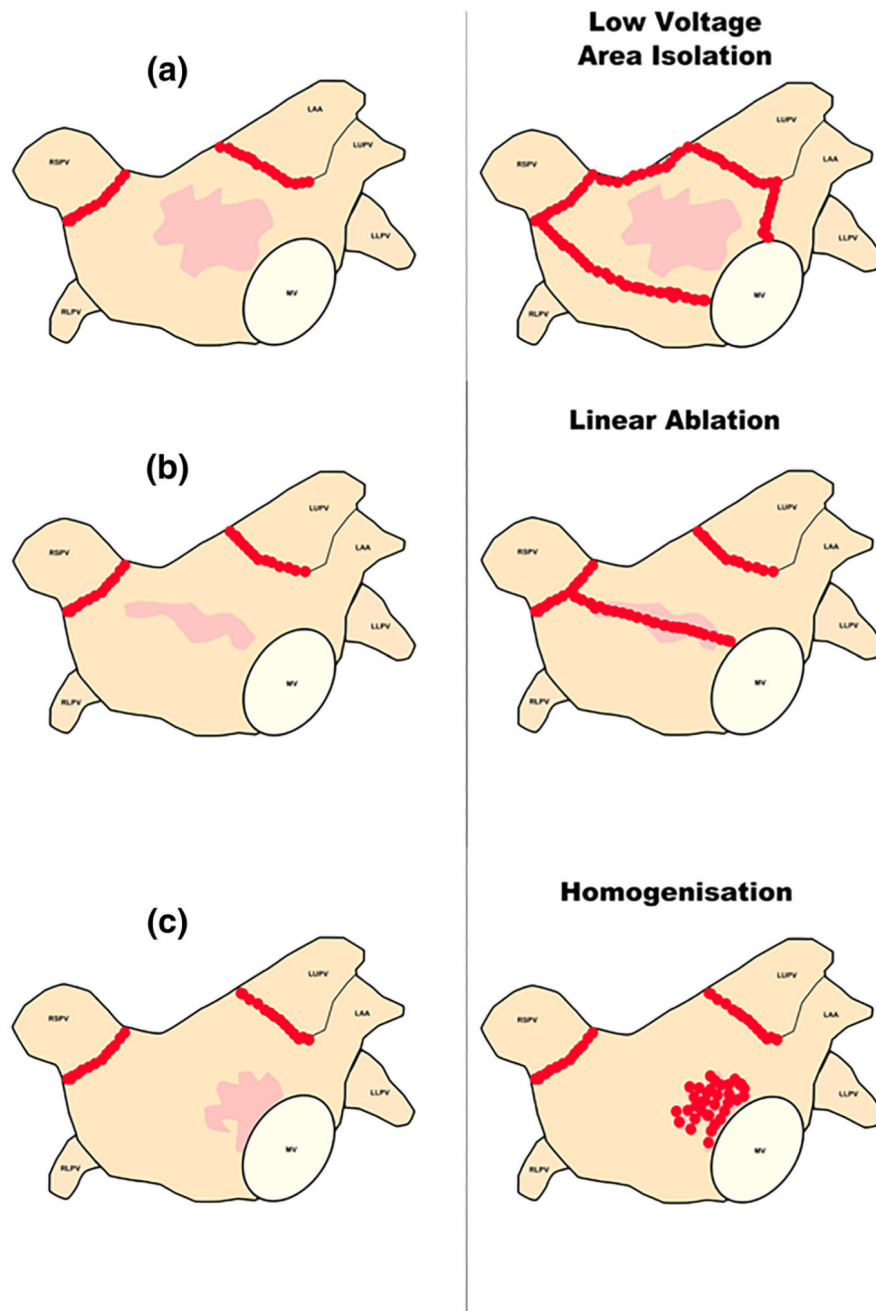 (a)
LAA
LUPV
RSPV
LLPV
MV
RLPV
Low Voltage
Area Isolation
LUPV
RSPV
LAA
LLPV
MV
RLPV
(b)
LUPV
RSPV
LAA
LLPV
MV
RLPV
Linear Ablation
LUPV
RSPV
LAA
LLPV
MV
RLPV
(c)
LUPV
RSPV
LAA
LLPV
MV
RLPV
Homogenisation
LUPV
RSPV
LAA
LLPV
MV
RLPV